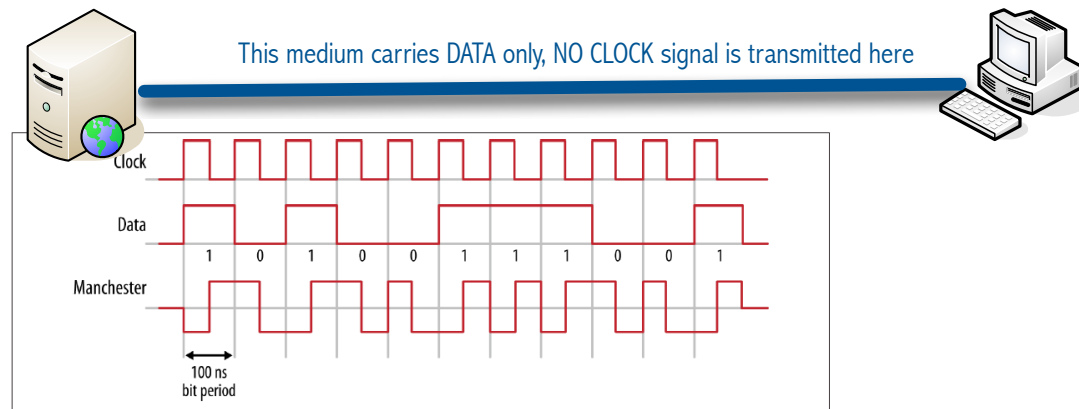 This medium carries DATA only, NO CLOCK signal is transmitted here
Clock
Data
1 0 1 0 0 1 1 1 0 0 1
Manchester
100 ns
bit period